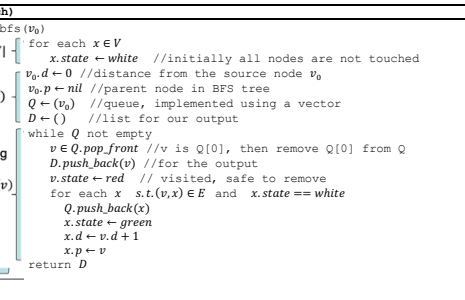 ch)
bfs(v₀)
| for each x ∈ V
x.state ← white //initially all nodes are not touched
v₀.d ← 0 //distance from the source node v₀
) v₀.p ← nil //parent node in BFS tree
Q ← (v₀) //queue, implemented using a vector
D ← () //list for our output
while Q not empty
g v ∈ Q.pop_front //v is Q[0], then remove Q[0] from Q
D.push_back(v) //for the output
v) v.state ← red // visited, safe to remove
for each x s.t.(v,x) ∈ E and x.state == white
Q.push_back(x)
x.state ← green
x.d ← v.d + 1
x.p ← v
return D